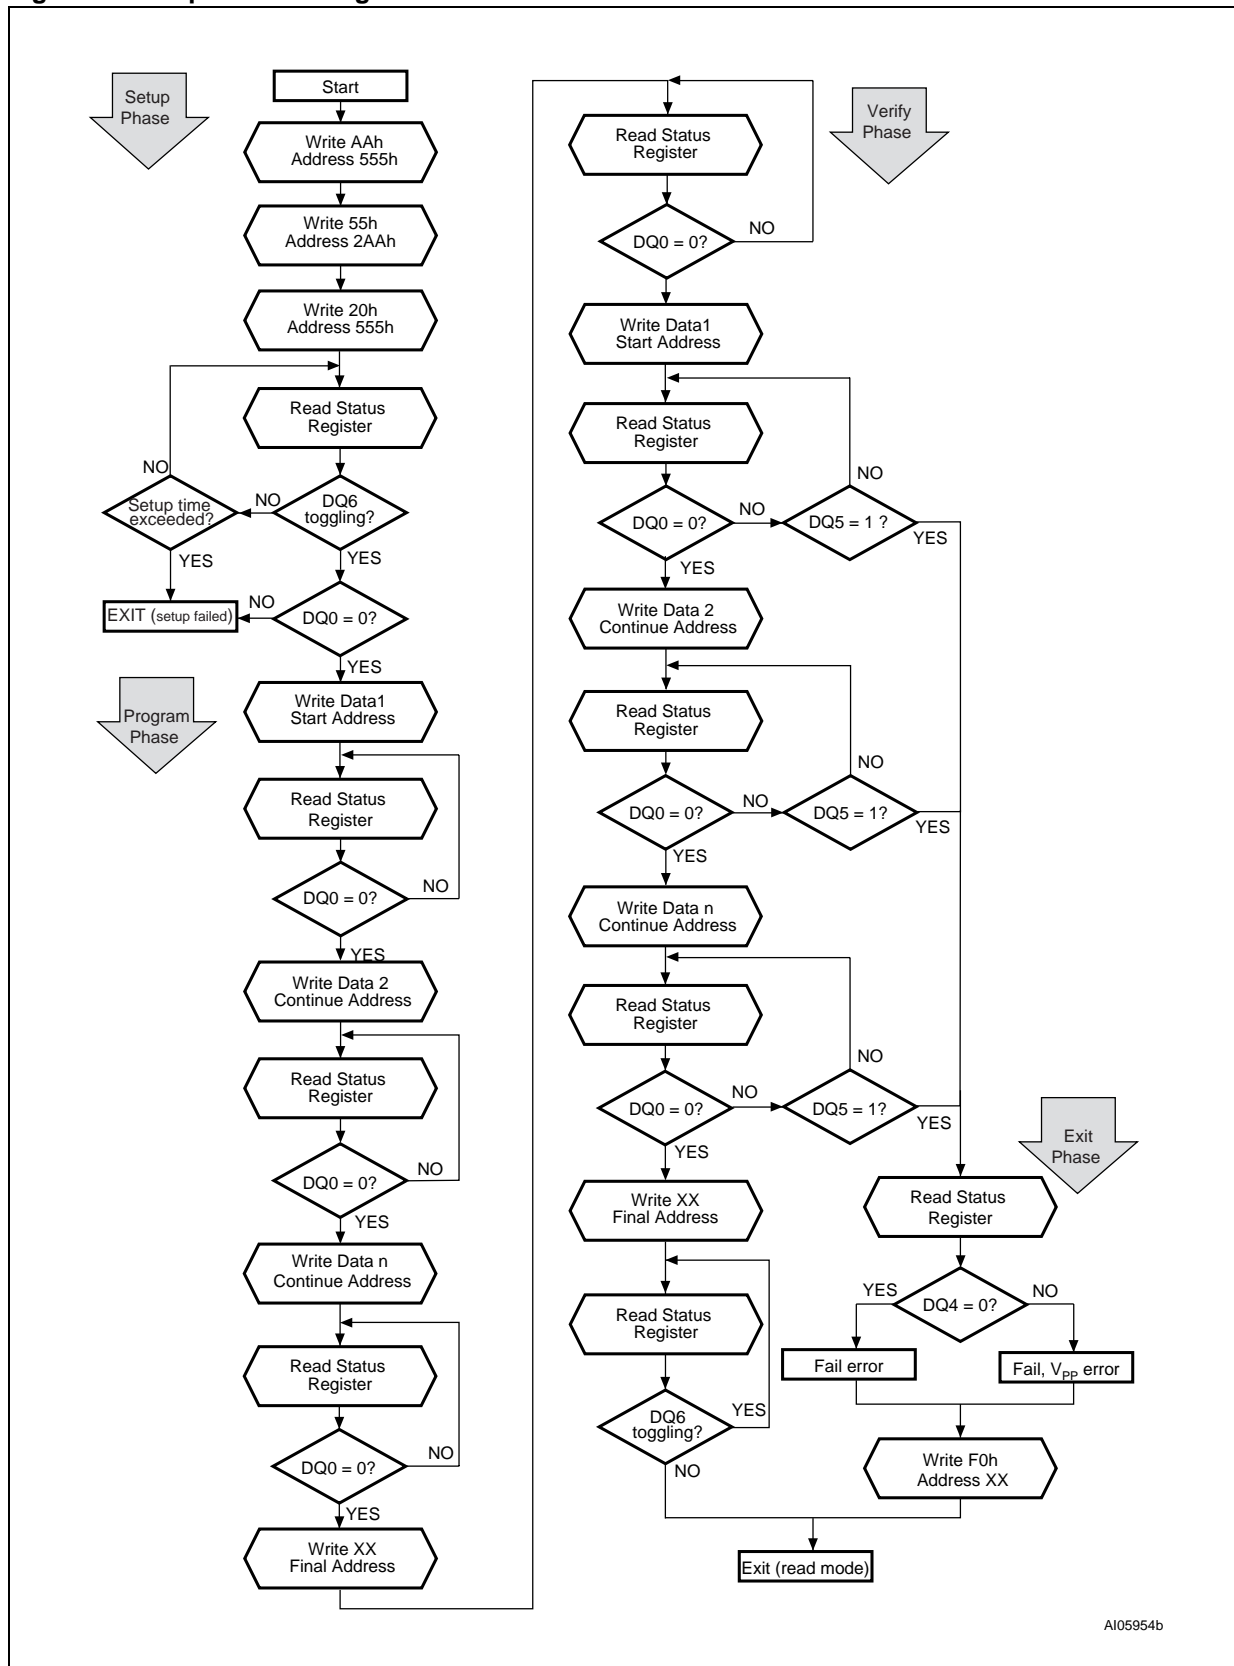 Setup
Phase
Start
Write AAh
Address 555h
Write 55h
Address 2AAh
Write 20h
Address 555h
Read Status
Register
NO
Setup time
exceeded?
NO
DQ6
toggling?
YES
YES
EXIT (setup failed)
NO
DQ0 = 0?
YES
Program
Phase
Write Data1
Start Address
Read Status
Register
DQ0 = 0?
NO
YES
Write Data 2
Continue Address
Read Status
Register
DQ0 = 0?
NO
YES
Write Data n
Continue Address
Read Status
Register
DQ0 = 0?
NO
YES
Write XX
Final Address
Verify
Phase
Read Status
Register
DQ0 = 0?
NO
Write Data1
Start Address
Read Status
Register
NO
DQ0 = 0?
NO
DQ5 = 1 ?
YES
YES
Write Data 2
Continue Address
Read Status
Register
NO
DQ0 = 0?
NO
DQ5 = 1?
YES
YES
Write Data n
Continue Address
Read Status
Register
NO
DQ0 = 0?
NO
DQ5 = 1?
YES
YES
Write XX
Final Address
Read Status
Register
DQ6
toggling?
YES
NO
Exit
Phase
Read Status
Register
YES
DQ4 = 0?
NO
Fail error
Fail, VPP error
Write F0h
Address XX
Exit (read mode)
AI05954b